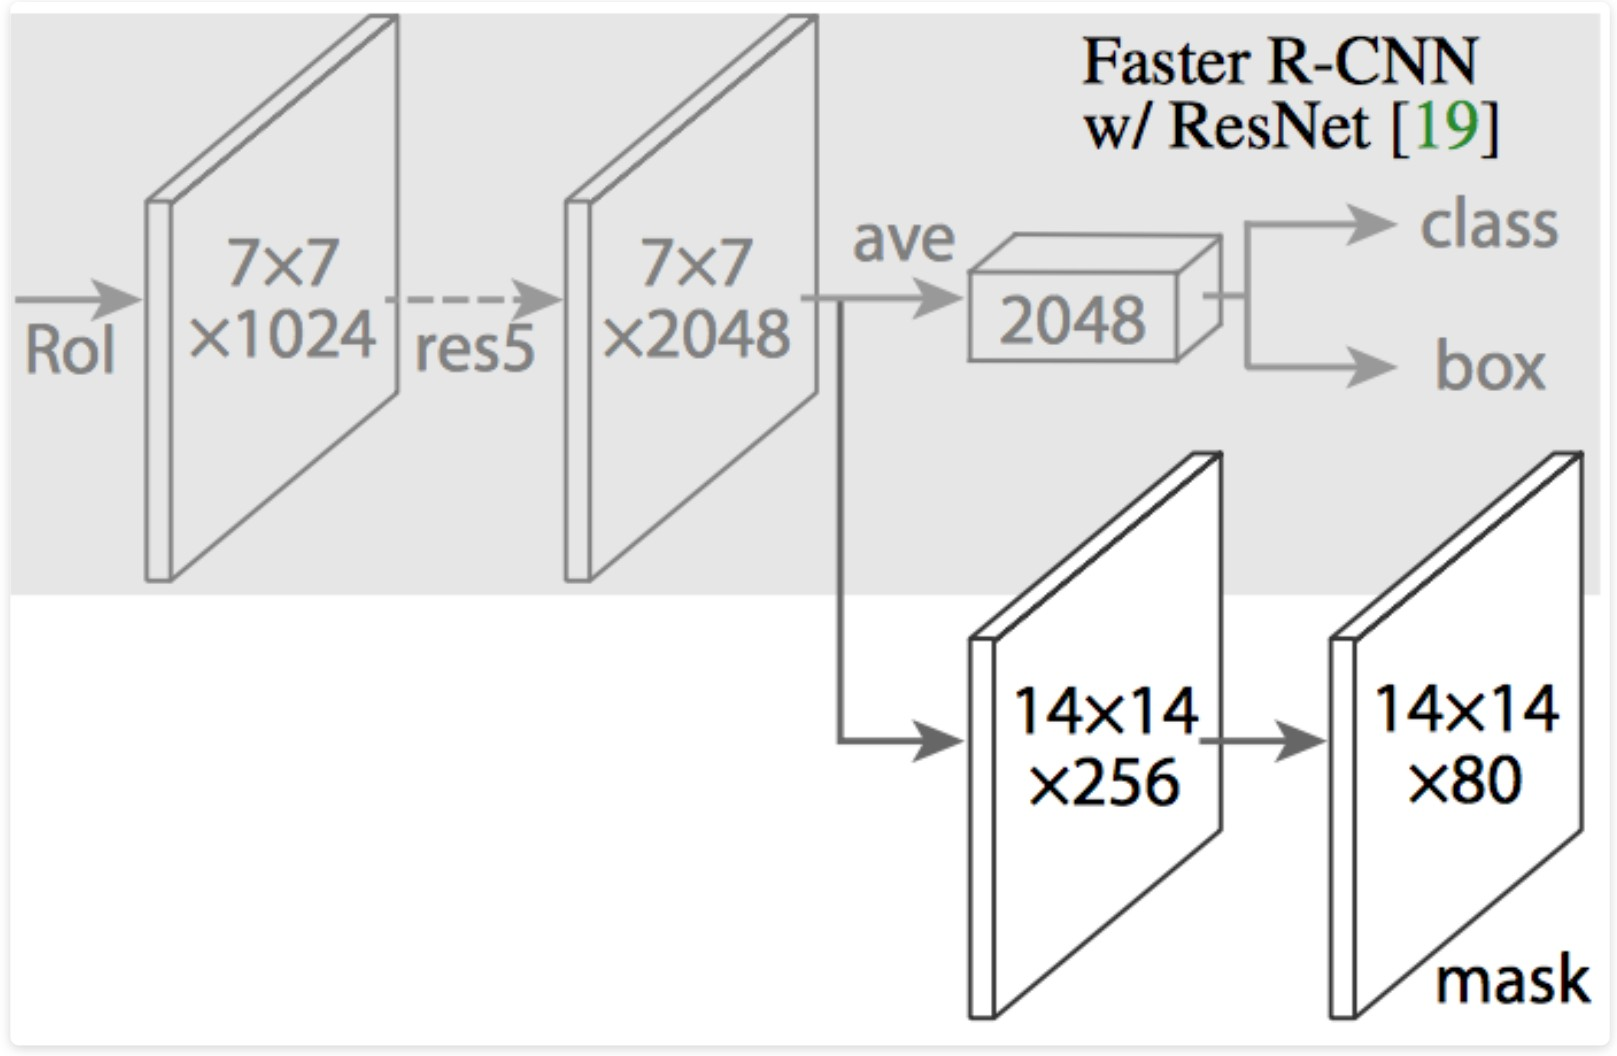 Faster R-CNN
w/ ResNet [19]
RoI
7×7
×1024
res5
7×7
×2048
ave
2048
class
box
14×14
×256
14×14
×80
mask